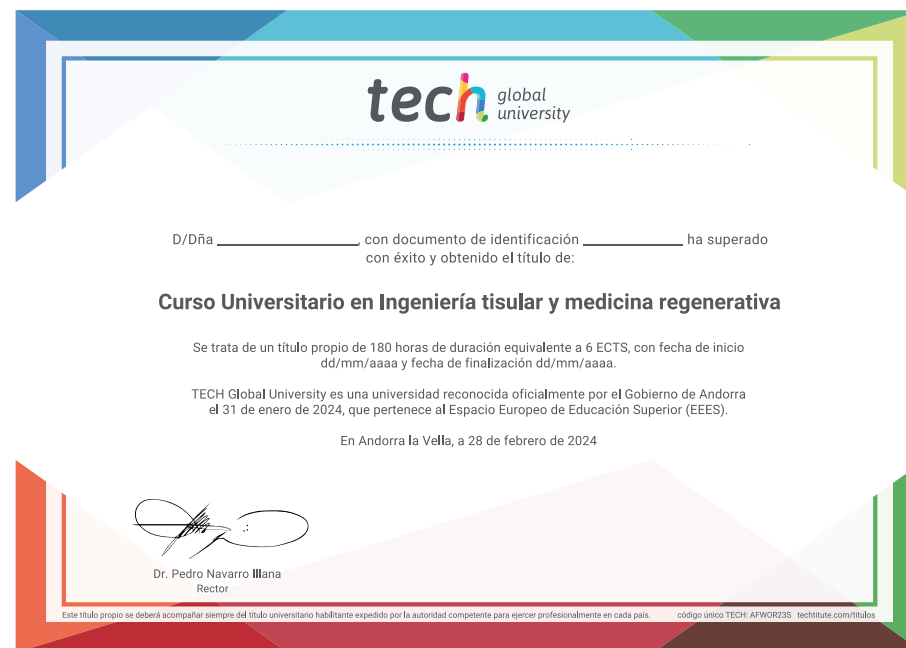 tech global university
D/Dña ____________________, con documento de identificación ______________ ha superado
con éxito y obtenido el título de:
Curso Universitario en Ingeniería tisular y medicina regenerativa
Se trata de un título propio de 180 horas de duración equivalente a 6 ECTS, con fecha de inicio
dd/mm/aaaa y fecha de finalización dd/mm/aaaa.
TECH Global University es una universidad reconocida oficialmente por el Gobierno de Andorra
el 31 de enero de 2024, que pertenece al Espacio Europeo de Educación Superior (EEES).
En Andorra la Vella, a 28 de febrero de 2024
Dr. Pedro Navarro Illana
Rector
Este título propio se deberá acompañar siempre del título universitario habilitante expedido por la autoridad competente para ejercer profesionalmente en cada país. código único TECH: AFWOR23S techtitute.com/titulos